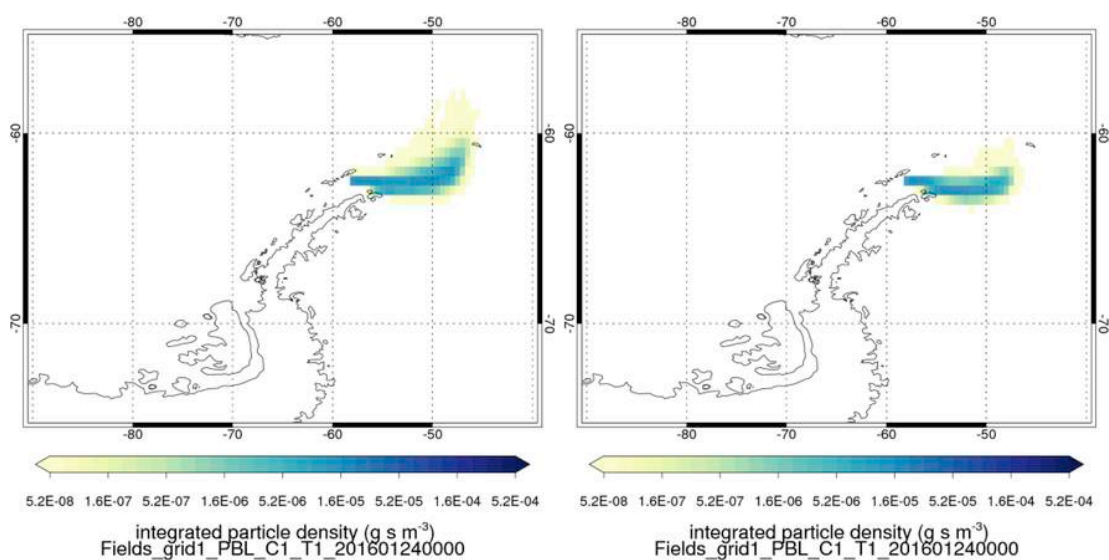 -80 -70 -60 -50
-80 -70 -60 -50
-60 -60
-60 -60
-70 -70
-70 -70
-80 -70 -60 -50
-80 -70 -60 -50
5.2E-08 1.6E-07 5.2E-07 1.6E-06 5.2E-06 1.6E-05 5.2E-05 1.6E-04 5.2E-04
5.2E-08 1.6E-07 5.2E-07 1.6E-06 5.2E-06 1.6E-05 5.2E-05 1.6E-04 5.2E-04
integrated particle density (g s m⁻³)
Fields_grid1_PBL_C1_T1_201601240000
integrated particle density (g s m⁻³)
Fields_grid1_PBL_C1_T1_201601240000